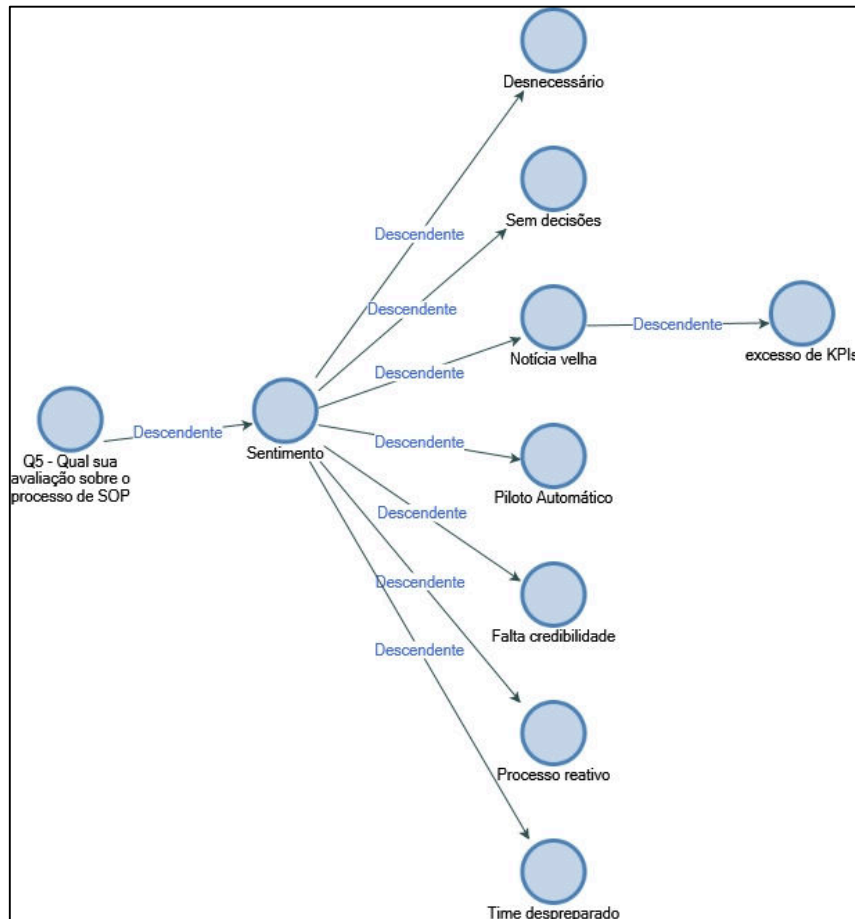 Desnecessário
Descendente
Sem decisões
Descendente
Notícia velha
Descendente
excesso de KPIs
Descendente
Q5 - Qual sua
avaliação sobre o
processo de SOP
Descendente
Sentimento
Descendente
Piloto Automático
Descendente
Falta credibilidade
Descendente
Processo reativo
Descendente
Time despreparado